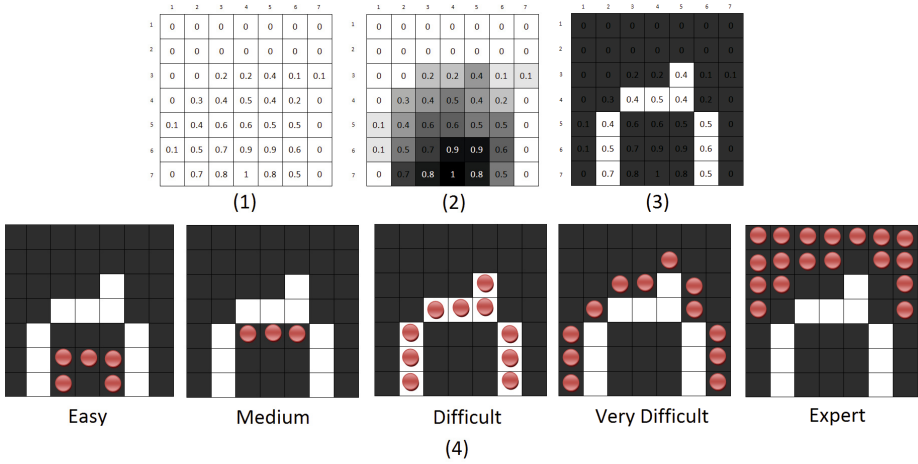 1 2 3 4 5 6 7
1 0 0 0 0 0 0 0
2 0 0 0 0 0 0 0
3 0 0 0.2 0.2 0.4 0.1 0.1
4 0 0.3 0.4 0.5 0.4 0.2 0
5 0.1 0.4 0.6 0.6 0.5 0.5 0
6 0.1 0.5 0.7 0.9 0.9 0.6 0
7 0 0.7 0.8 1 0.8 0.5 0
(1)
1 2 3 4 5 6 7
1 0 0 0 0 0 0 0
2 0 0 0 0 0 0 0
3 0 0 0.2 0.2 0.4 0.1 0.1
4 0 0.3 0.4 0.5 0.4 0.2 0
5 0.1 0.4 0.6 0.6 0.5 0.5 0
6 0.1 0.5 0.7 0.9 0.9 0.6 0
7 0 0.7 0.8 1 0.8 0.5 0
(2)
1 2 3 4 5 6 7
1 0 0 0 0 0 0 0
2 0 0 0 0 0 0 0
3 0 0 0.2 0.2 0.4 0.1 0.1
4 0 0.3 0.4 0.5 0.4 0.2 0
5 0.1 0.4 0.6 0.6 0.5 0.5 0
6 0.1 0.5 0.7 0.9 0.9 0.5 0
7 0 0.7 0.8 1 0.8 0.5 0
(3)
Easy
Medium
Difficult
Very Difficult
Expert
(4)